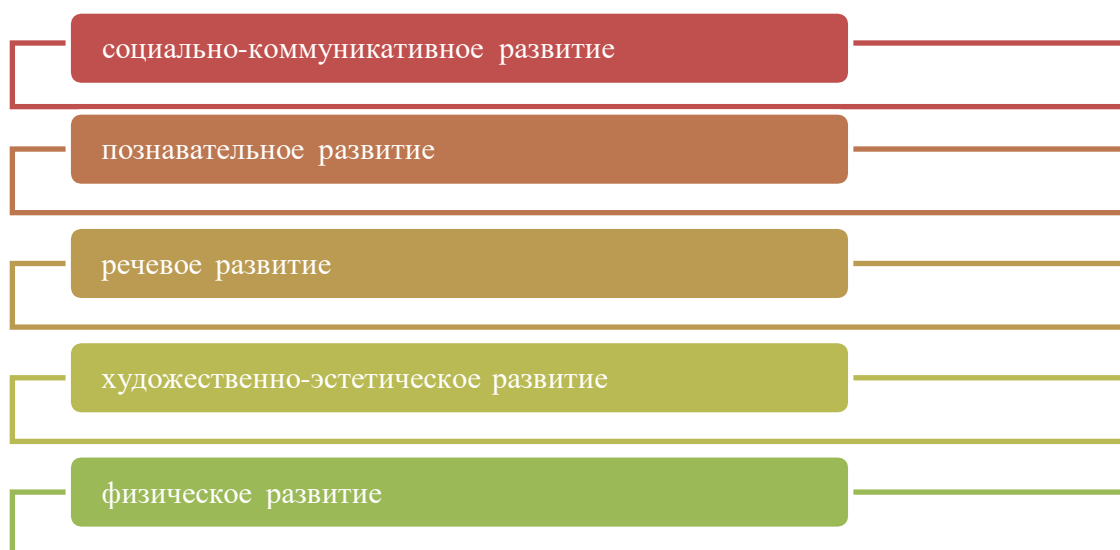 социально-коммуникативное развитие
познавательное развитие
речевое развитие
художественно-эстетическое развитие
физическое развитие